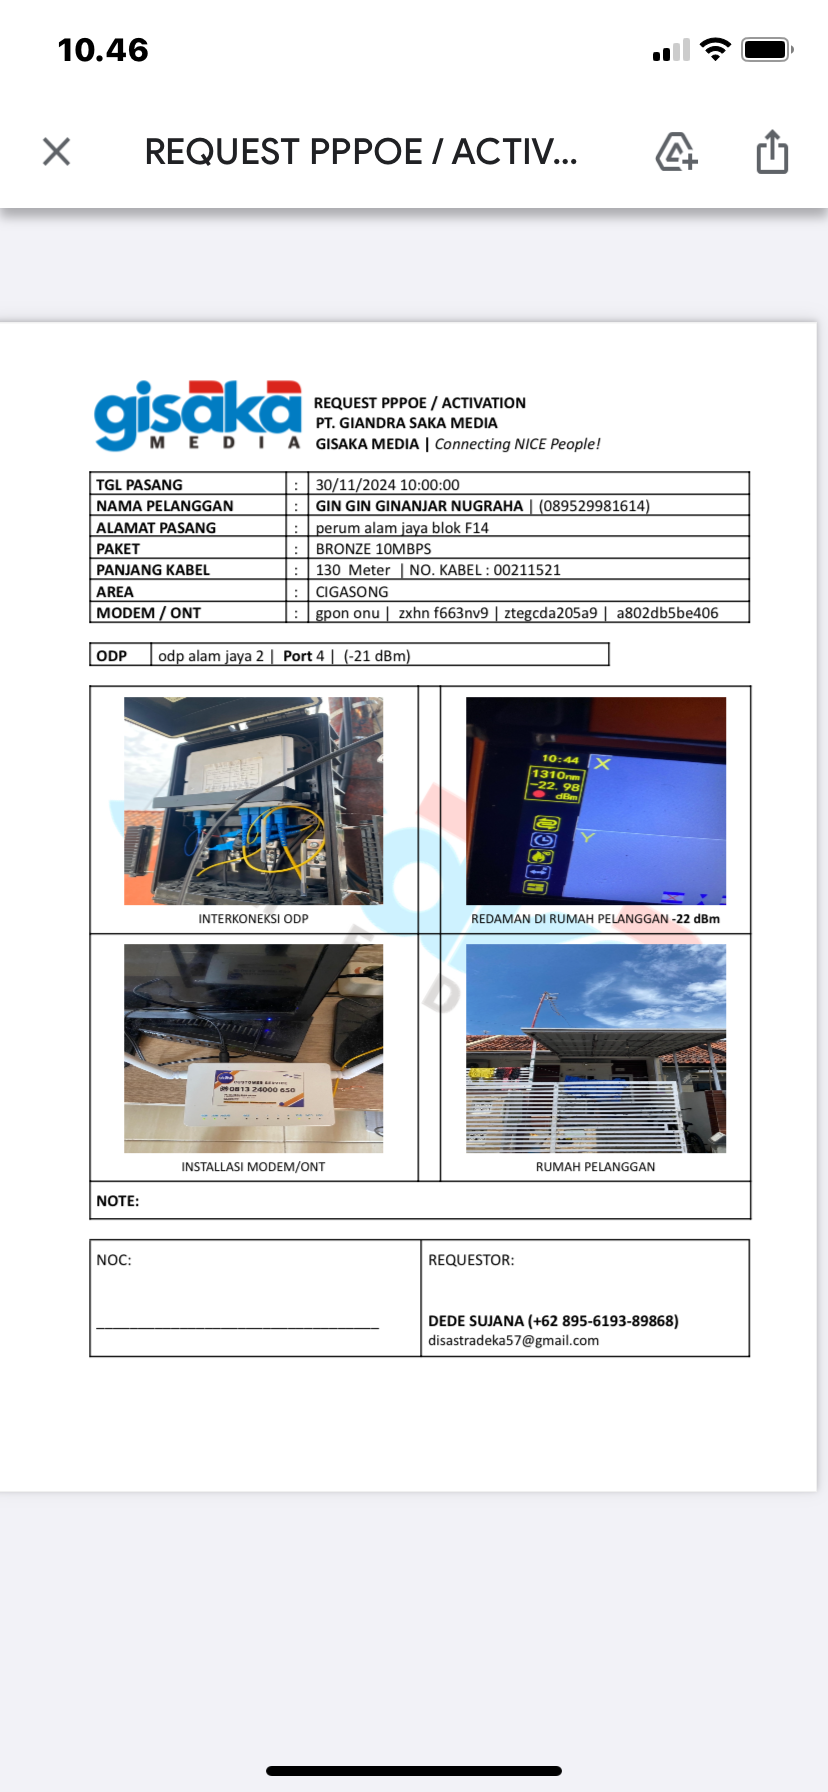 10.46
REQUEST PPPOE / ACTIV...
gisaka
MEDIA
REQUEST PPPOE / ACTIVATION
PT. GIANDRA SAKA MEDIA
GISAKA MEDIA | Connecting NICE People!
TGL PASANG : 30/11/2024 10:00:00
NAMA PELANGGAN : GIN GIN GINANJAR NUGRAHA | (089529981614)
ALAMAT PASANG : perum alam jaya blok F14
PAKET : BRONZE 10MBPS
PANJANG KABEL : 130 Meter | NO. KABEL : 00211521
AREA : CIGASONG
MODEM / ONT : gpon onu | zxhn f663nv9 | ztegcda205a9 | a802db5be406
ODP odp alam jaya 2 | Port 4 | (-21 dBm)
10:44
X
1310nm
-22.98
dBm
Y
INTERKONEKSI ODP
REDAMAN DI RUMAH PELANGGAN -22 dBm
0813 24000 650
INSTALLASI MODEM/ONT
RUMAH PELANGGAN
NOTE:
NOC:
REQUESTOR:
DEDE SUJANA (+62 895-6193-89868)
disastradeka57@gmail.com